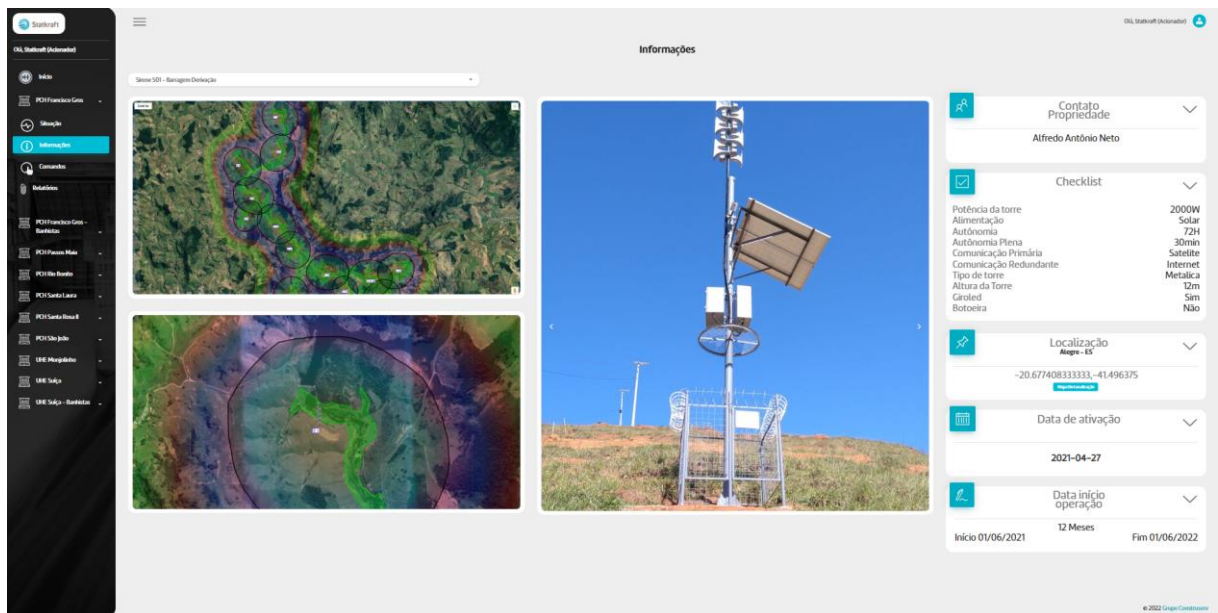 Statkraft
Olá, Statkraft (Acionador)
Olá, Statkraft (Acionador)
Início
PCH Francisco Gros
Situação
Informações
Comandos
Relatórios
PCH Francisco Gros -
Banhistas
PCH Passos Maia
PCH Rio Bonito
PCH Santa Laura
PCH Santa Rosa II
PCH São João
UHE Monjolinho
UHE Suíça
UHE Suíça - Banhistas
Informações
Sirene S01 - Barragem Derivação
Contato
Propriedade
Alfredo Antônio Neto
Checklist
Potência da torre 2000W
Alimentação Solar
Autônomia 72H
Autônomia Plena 30min
Comunicação Primária Satelite
Comunicação Redundante Internet
Tipo de torre Metalica
Altura da Torre 12m
Giroled Sim
Botoeira Não
Localização
Alegre - ES
-20.677408333333,-41.496375
Data de ativação
2021-04-27
Data início
operação
12 Meses
Início 01/06/2021 Fim 01/06/2022
© 2022 Grupo Construserv